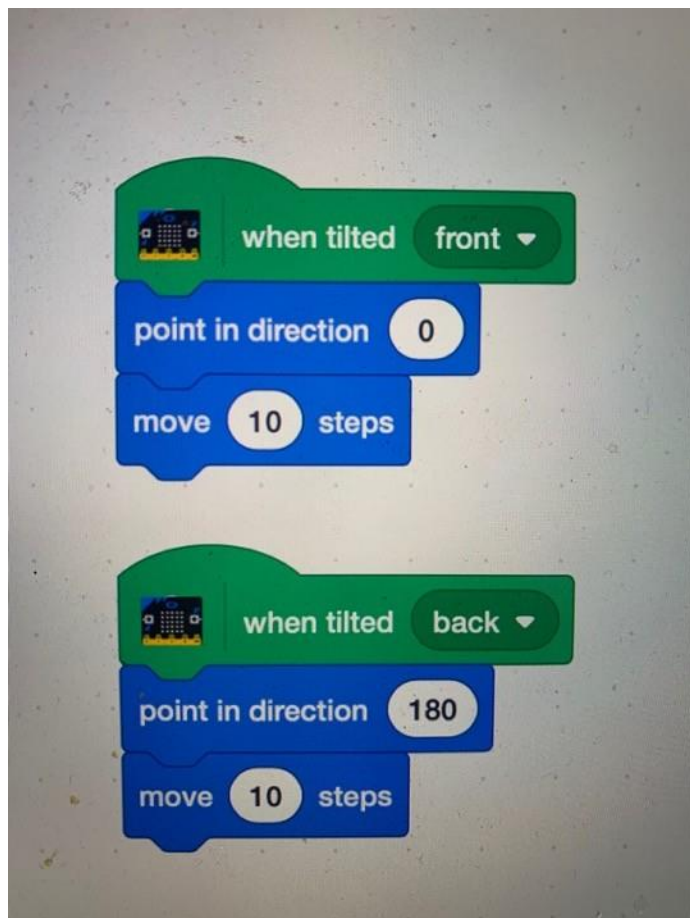 when tilted front
point in direction 0
move 10 steps
when tilted back
point in direction 180
move 10 steps